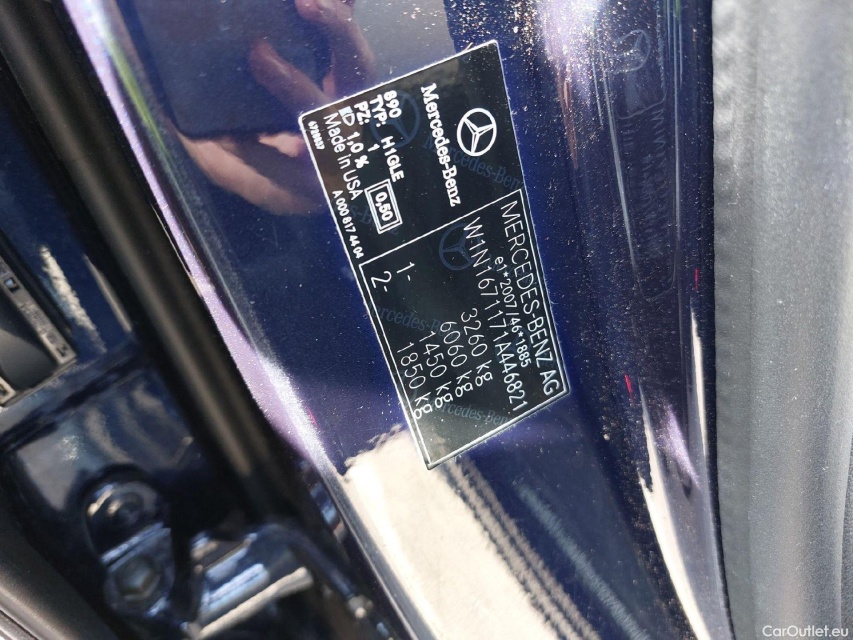 Mercedes-Benz
890
TYP: H1GLE
PZ: 1
1,0 %
0,50
Made in USA
A 000 817 44 04
MERCEDES-BENZ AG
e1*2007/46*1885
W1N1671171A446821
3260 kg
6060 kg
1- 1450 kg
2- 1850 kg
CarOutlet.eu